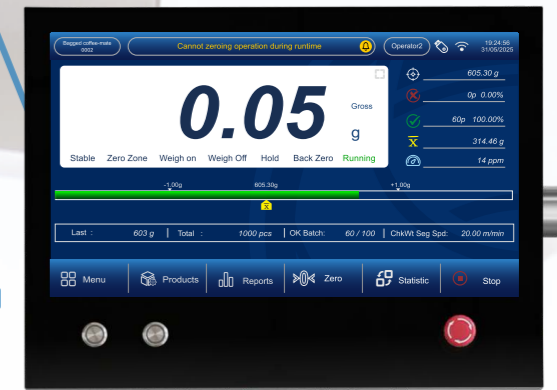 Bagged coffee-mets
0002
Cannot zeroing operation during runtime
Operator2
19:24:56
31/05/2025
0.05
Gross
g
Stable Zero Zone Weigh on Weigh Off Hold Back Zero Running
605.30 g
0p 0.00%
60p 100.00%
X
314.46 g
14 ppm
-1.00g 605.30g +1.00g
X
Last : 603 g Total : 1000 pcs OK Batch: 60 / 100 ChkWt Seg Spd: 20.00 m/min
Menu Products Reports >0< Zero Statistic Stop